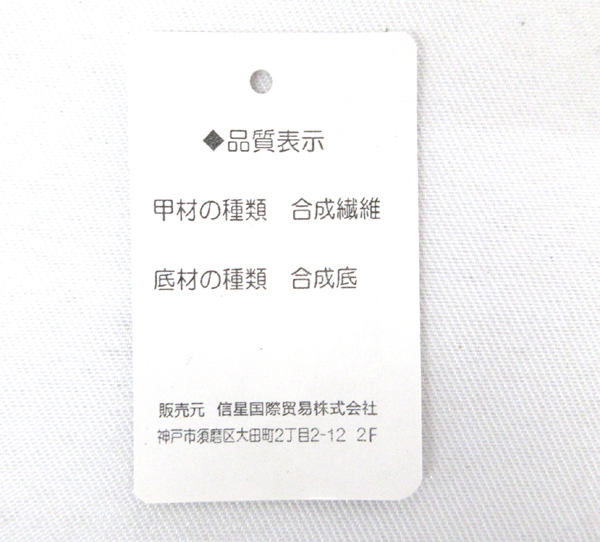 ◆品質表示
甲材の種類　合成繊維
底材の種類　合成底
販売元　信星国際贸易株式会社
神戸市須磨区大田町2丁目2-12 2F